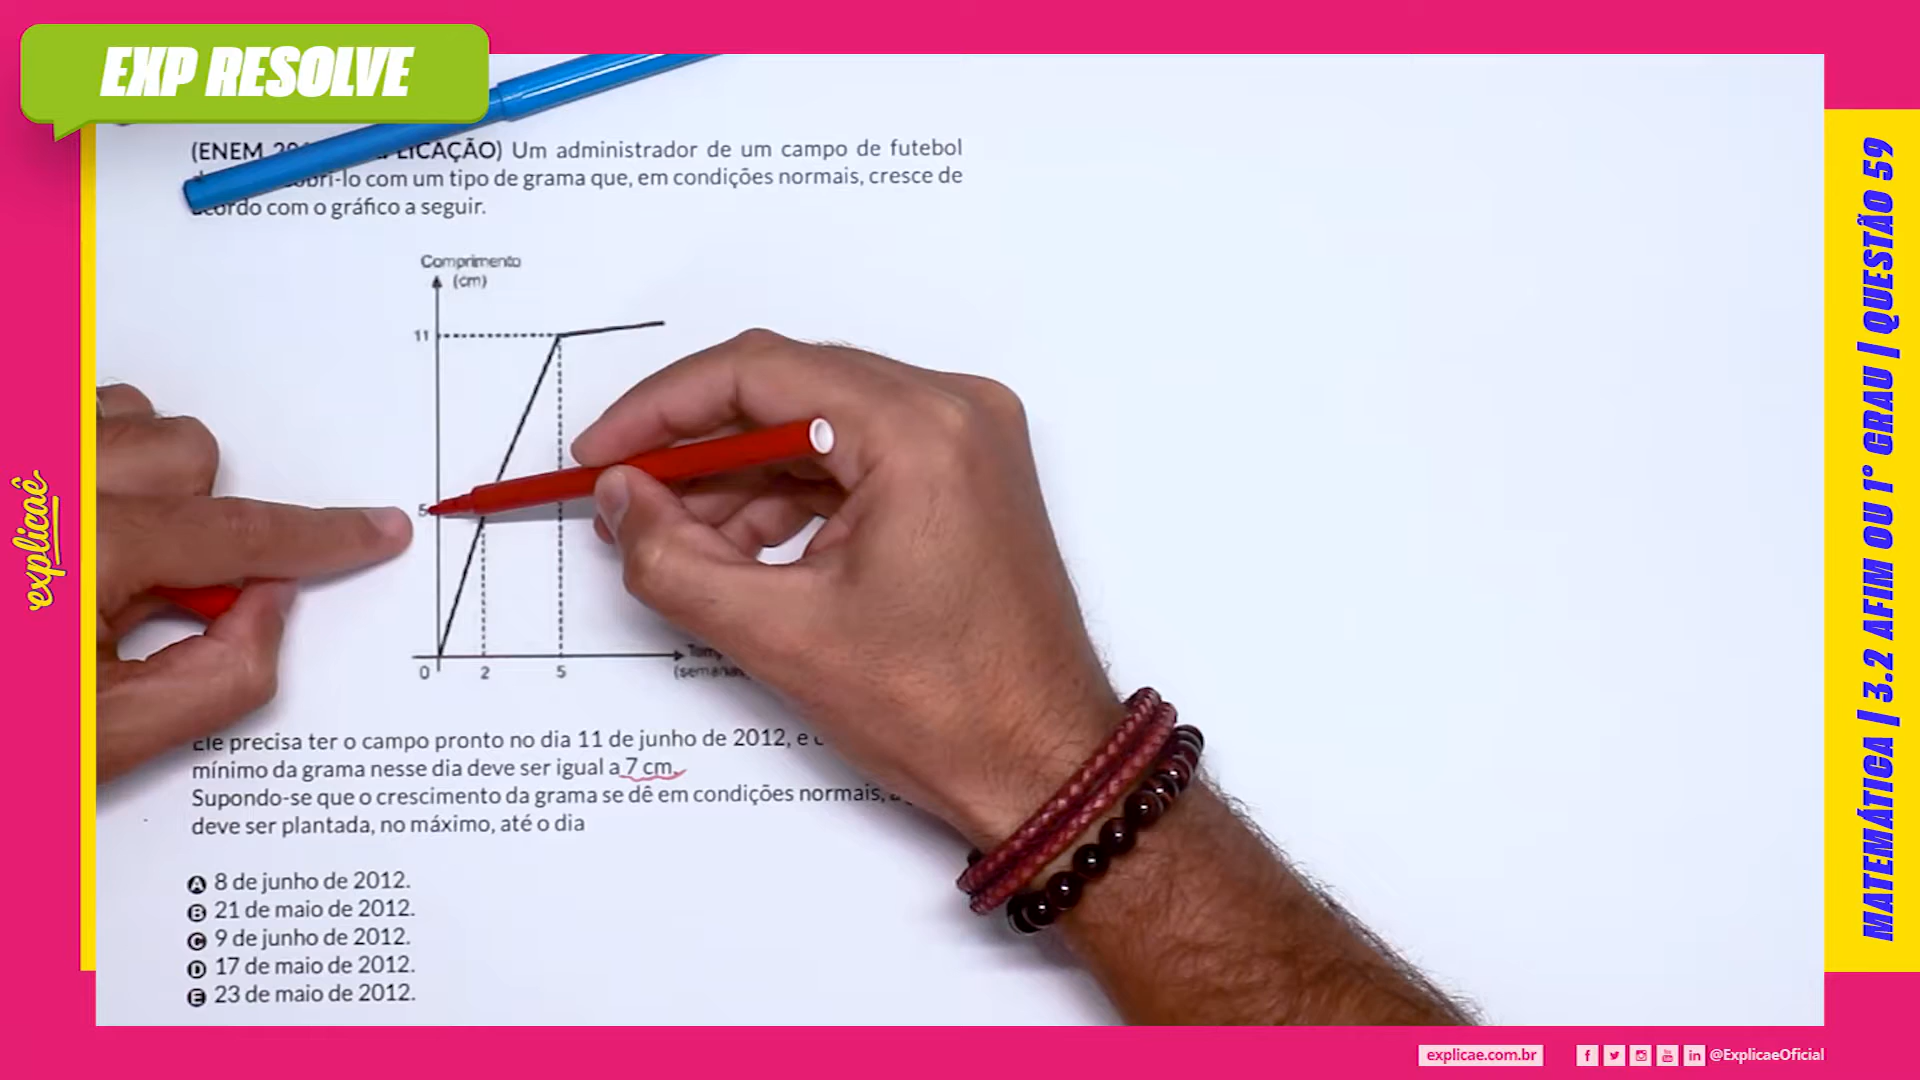 EXP RESOLVE
(ENEM LICAÇÃO) Um administrador de um campo de futebol
-lo com um tipo de grama que, em condições normais, cresce de
acordo com o gráfico a seguir.
Comprimento
(cm)
11
5
0 2 5
Ele precisa ter o campo pronto no dia 11 de junho de 2012, e
mínimo da grama nesse dia deve ser igual a 7 cm.
Supondo-se que o crescimento da grama se dê em condições normais,
deve ser plantada, no máximo, até o dia
A 8 de junho de 2012.
B 21 de maio de 2012.
C 9 de junho de 2012.
D 17 de maio de 2012.
E 23 de maio de 2012.
explicaê
MATEMÁTICA | 3.2 AFIM OU 1° GRAU | QUESTÃO 59
explicae.com.br
@ExplicaeOficial